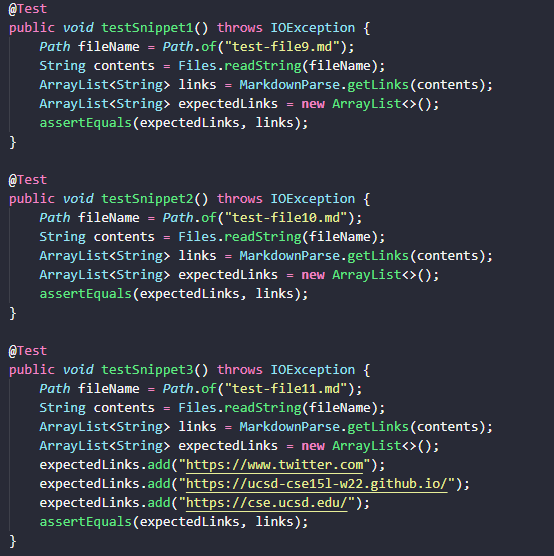 @Test
public void testSnippet1() throws IOException {
    Path fileName = Path.of("test-file9.md");
    String contents = Files.readString(fileName);
    ArrayList<String> links = MarkdownParse.getLinks(contents);
    ArrayList<String> expectedLinks = new ArrayList<>();
    assertEquals(expectedLinks, links);
}

@Test
public void testSnippet2() throws IOException {
    Path fileName = Path.of("test-file10.md");
    String contents = Files.readString(fileName);
    ArrayList<String> links = MarkdownParse.getLinks(contents);
    ArrayList<String> expectedLinks = new ArrayList<>();
    assertEquals(expectedLinks, links);
}

@Test
public void testSnippet3() throws IOException {
    Path fileName = Path.of("test-file11.md");
    String contents = Files.readString(fileName);
    ArrayList<String> links = MarkdownParse.getLinks(contents);
    ArrayList<String> expectedLinks = new ArrayList<>();
    expectedLinks.add("https://www.twitter.com");
    expectedLinks.add("https://ucsd-cse15l-w22.github.io/");
    expectedLinks.add("https://cse.ucsd.edu/");
    assertEquals(expectedLinks, links);
}